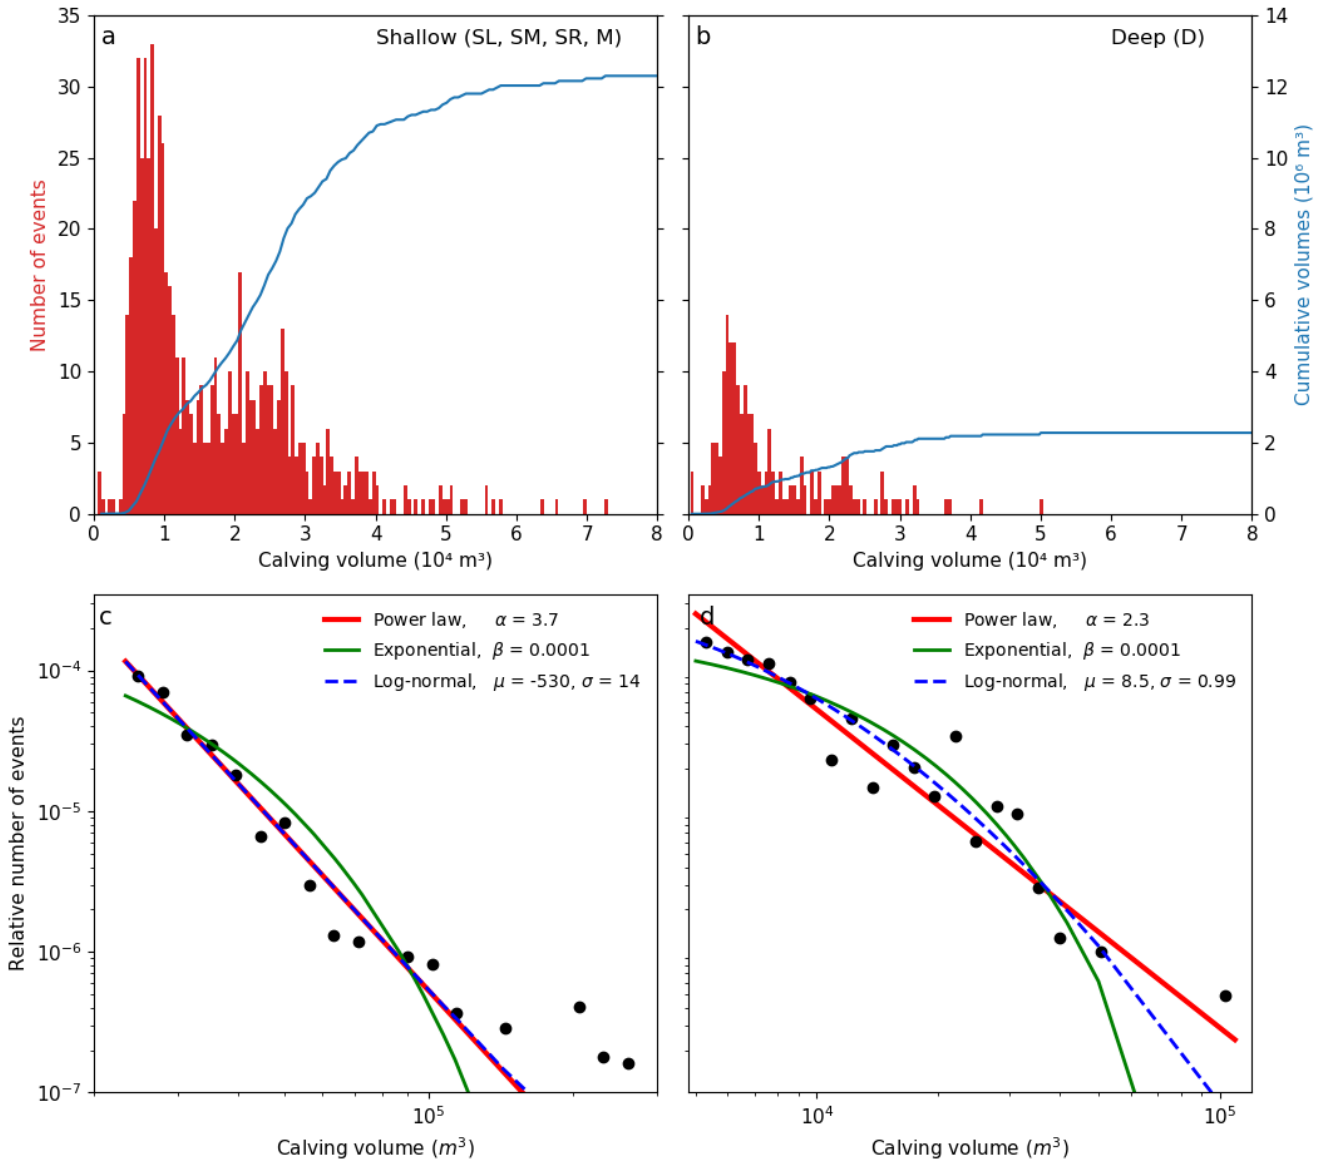 a
Shallow (SL, SM, SR, M)
35
30
25
20
15
10
5
0
Number of events
0 1 2 3 4 5 6 7 8
Calving volume (10⁴ m³)
b
Deep (D)
14
12
10
8
6
4
2
0
Cumulative volumes (10⁶ m³)
0 1 2 3 4 5 6 7 8
Calving volume (10⁴ m³)
c
Power law, α = 3.7
Exponential, β = 0.0001
Log-normal, μ = -530, σ = 14
10⁻⁴
10⁻⁵
10⁻⁶
10⁻⁷
Relative number of events
10⁵
Calving volume (m³)
d
Power law, α = 2.3
Exponential, β = 0.0001
Log-normal, μ = 8.5, σ = 0.99
10⁴ 10⁵
Calving volume (m³)